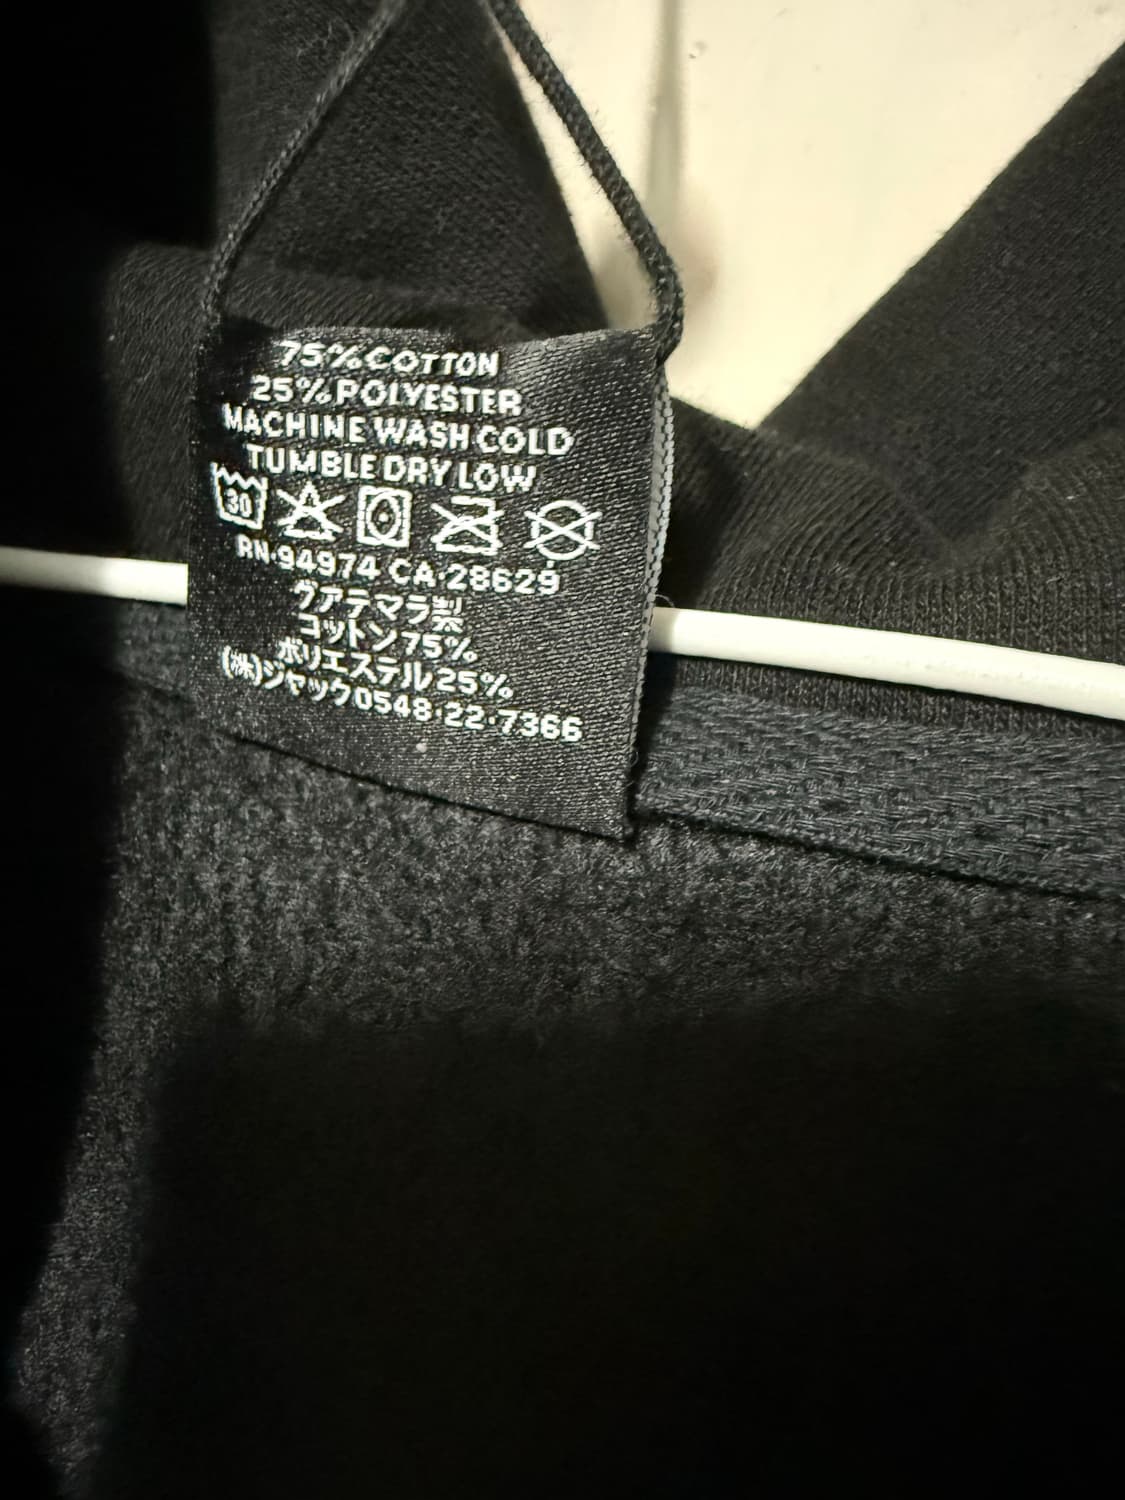 75%COTTON
25%POLYESTER
MACHINE WASH COLD
TUMBLE DRY LOW
30
RN·94974 CA·28629
グアテマラ製
コットン75%
ポリエステル25%
(株)ジャック0548·22·7366